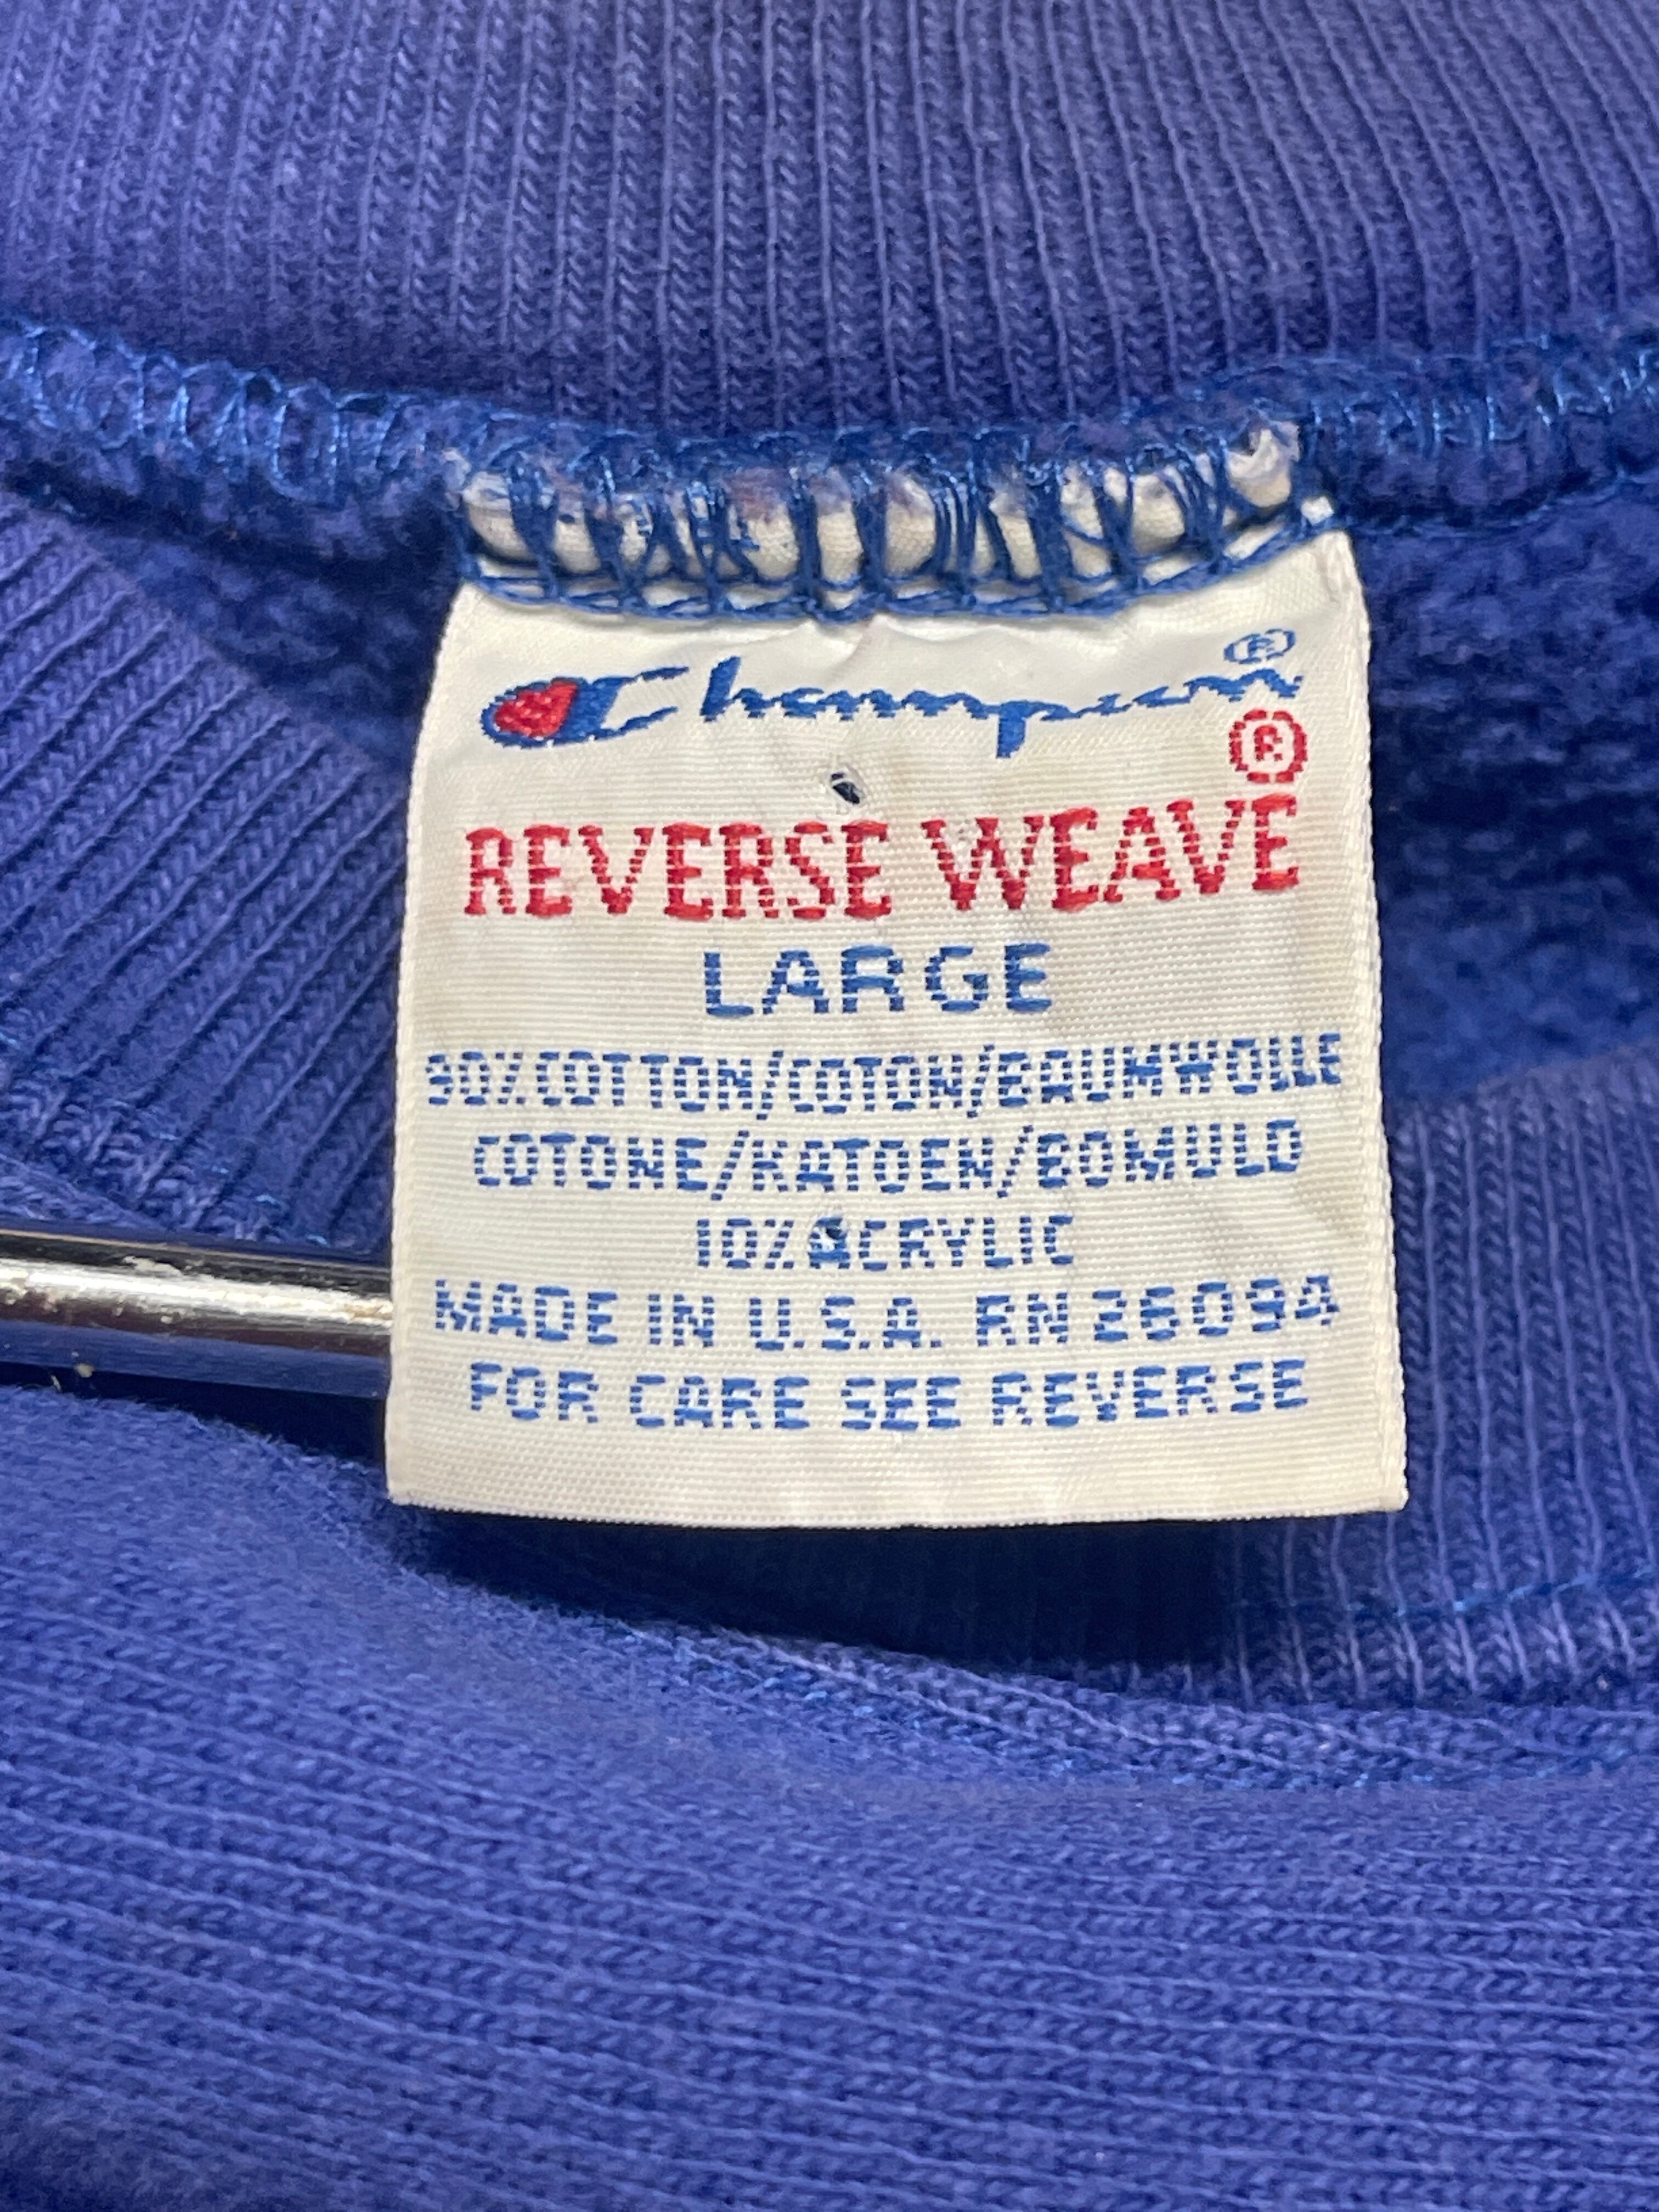 Champion®
®
REVERSE WEAVE
LARGE
90% COTTON/COTON/BAUMWOLLE
COTONE/KATOEN/BOMULD
10% ACRYLIC
MADE IN U.S.A. RN 26094
FOR CARE SEE REVERSE